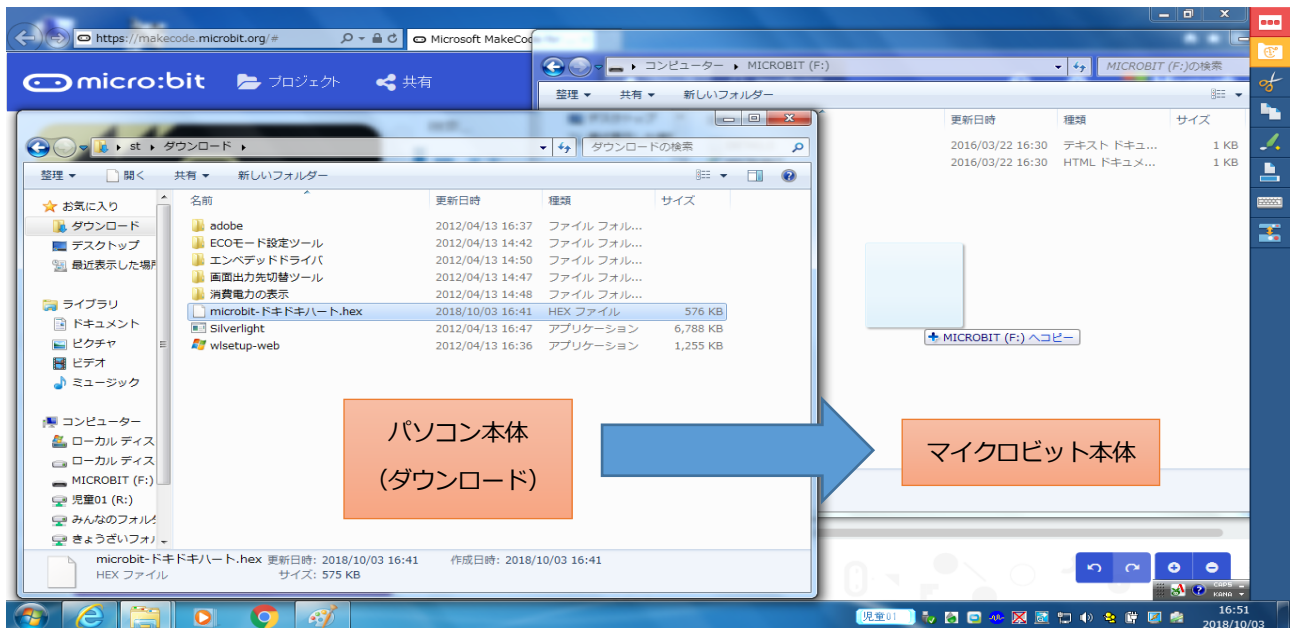 https://makecode.microbit.org/#
Microsoft MakeCod
micro:bit
プロジェクト
共有
コンピューター
MICROBIT (F:)
MICROBIT (F:)の検索
整理
共有
新しいフォルダー
更新日時
種類
サイズ
2016/03/22 16:30 テキスト ドキュ... 1 KB
2016/03/22 16:30 HTML ドキュメ... 1 KB
MICROBIT (F:) へコピー
st
ダウンロード
ダウンロードの検索
整理
開く
共有
新しいフォルダー
お気に入り
ダウンロード
デスクトップ
最近表示した場所
ライブラリ
ドキュメント
ピクチャ
ビデオ
ミュージック
コンピューター
ローカル ディス
ローカル ディス
MICROBIT (F:)
児童01 (R:)
みんなのフォルダ
きょうざいフォル
名前 更新日時 種類 サイズ
adobe 2012/04/13 16:37 ファイル フォル...
ECOモード設定ツール 2012/04/13 14:42 ファイル フォル...
エンベデッドドライバ 2012/04/13 14:50 ファイル フォル...
画面出力先切替ツール 2012/04/13 14:47 ファイル フォル...
消費電力の表示 2012/04/13 14:48 ファイル フォル...
microbit-ドキドキハート.hex 2018/10/03 16:41 HEX ファイル 576 KB
Silverlight 2012/04/13 16:47 アプリケーション 6,788 KB
wlsetup-web 2012/04/13 16:36 アプリケーション 1,255 KB
パソコン本体
(ダウンロード)
マイクロビット本体
microbit-ドキドキハート.hex 更新日時: 2018/10/03 16:41 作成日時: 2018/10/03 16:41
HEX ファイル サイズ: 575 KB
CAPS
KANA
児童01
16:51
2018/10/03